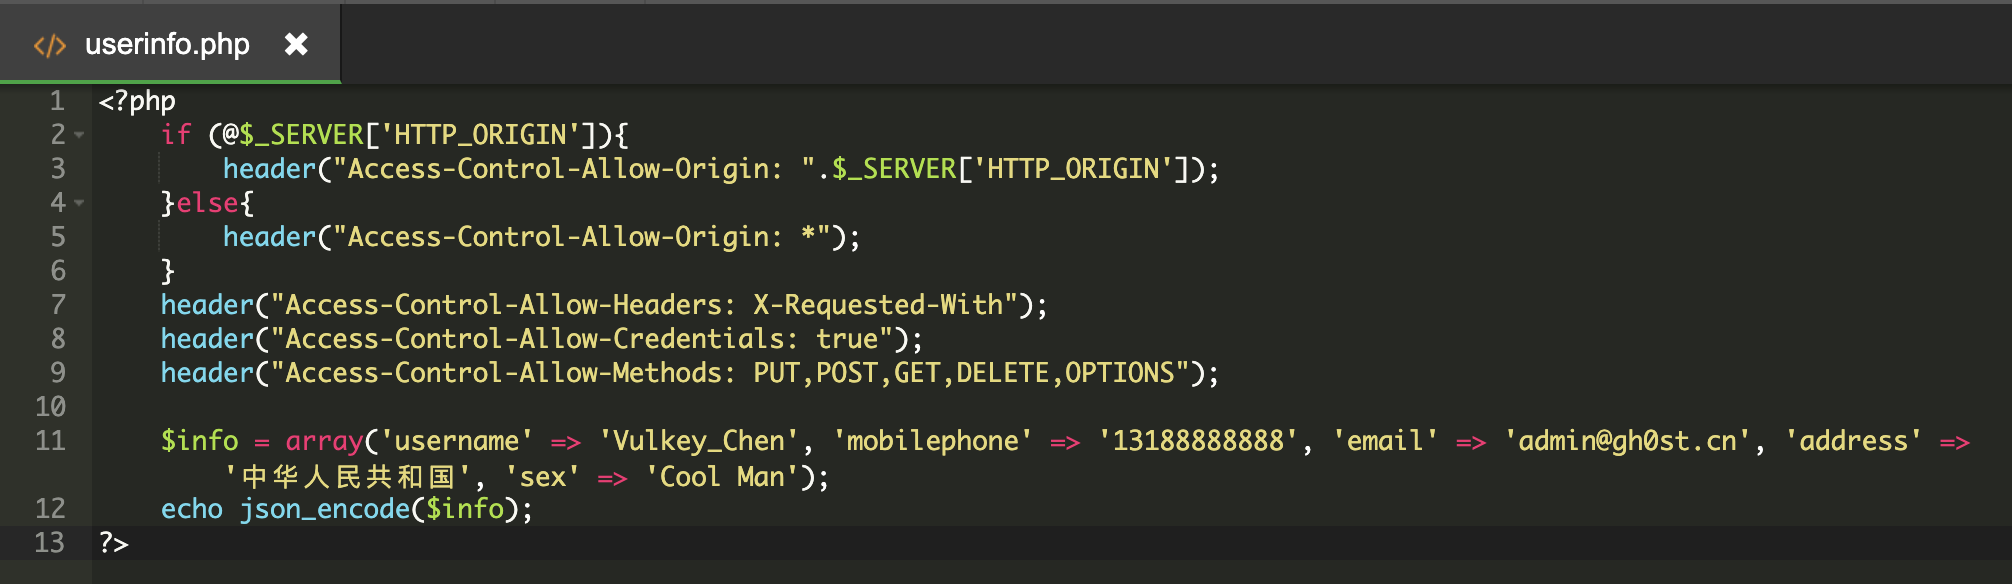 userinfo.php
1 <?php
2 if (@$_SERVER['HTTP_ORIGIN']){
3 header("Access-Control-Allow-Origin: ".$_SERVER['HTTP_ORIGIN']);
4 }else{
5 header("Access-Control-Allow-Origin: *");
6 }
7 header("Access-Control-Allow-Headers: X-Requested-With");
8 header("Access-Control-Allow-Credentials: true");
9 header("Access-Control-Allow-Methods: PUT,POST,GET,DELETE,OPTIONS");
10
11 $info = array('username' => 'Vulkey_Chen', 'mobilephone' => '13188888888', 'email' => 'admin@gh0st.cn', 'address' =>
'中华人民共和国', 'sex' => 'Cool Man');
12 echo json_encode($info);
13 ?>